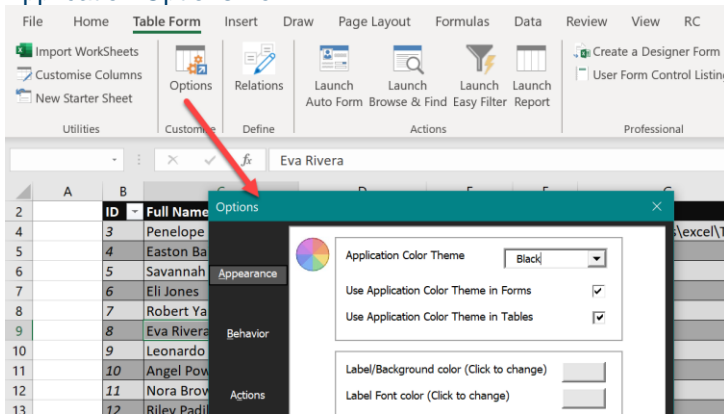 File Home Table Form Insert Draw Page Layout Formulas Data Review View RC
Import WorkSheets
Customise Columns
New Starter Sheet
Options
Relations
Launch Auto Form
Launch Browse & Find
Launch Easy Filter
Launch Report
Create a Designer Form
User Form Control Listing
Utilities Customise Define Actions Professional
fx Eva Rivera
A B D
2 ID Full Name
4 3 Penelope s\excel\T
5 4 Easton Ba
6 5 Savannah
7 6 Eli Jones
8 7 Robert Ya
9 8 Eva Rivera
10 9 Leonardo
11 10 Angel Pow
12 11 Nora Brow
13 12 Riley Padil
Options
Appearance
Behavior
Actions
Application Color Theme Black
Use Application Color Theme in Forms
Use Application Color Theme in Tables
Label/Background color (Click to change)
Label Font color (Click to change)